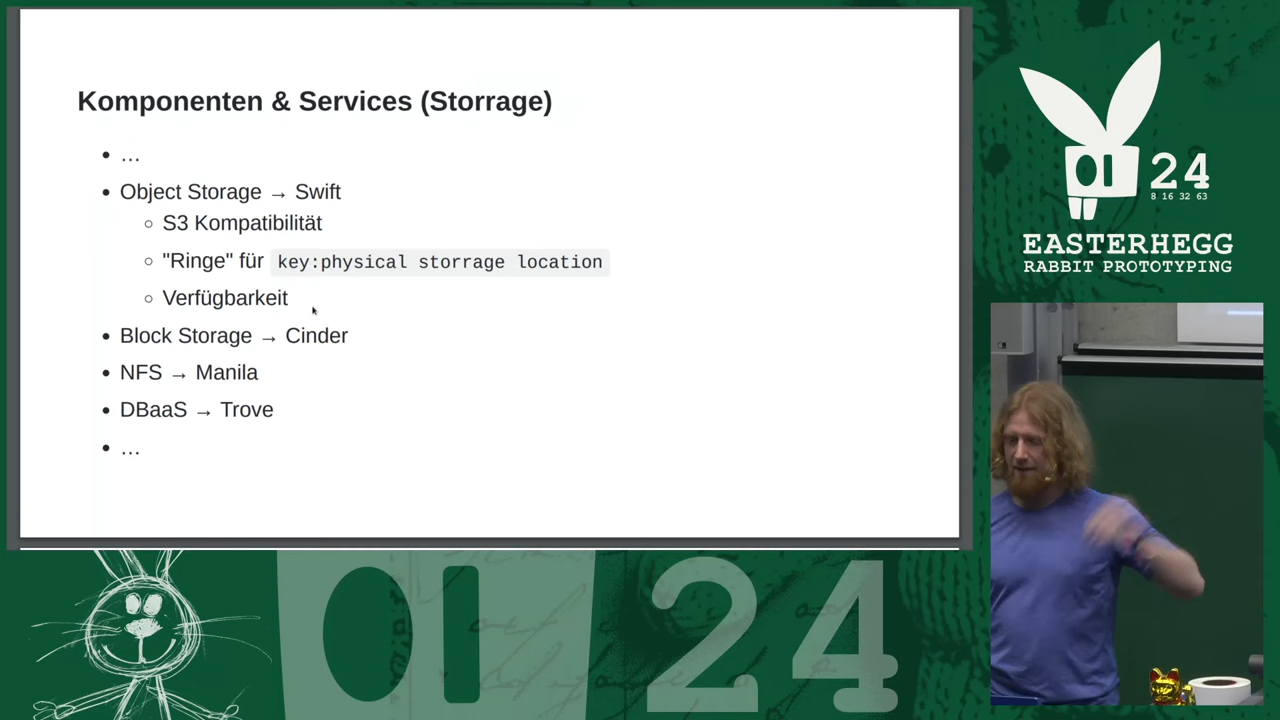 Komponenten & Services (Storrage)
• …
• Object Storage → Swift
◦ S3 Kompatibilität
◦ "Ringe" für key:physical storrage location
◦ Verfügbarkeit
• Block Storage → Cinder
• NFS → Manila
• DBaaS → Trove
• …
24
8 16 32 63
EASTERHEGG
RABBIT PROTOTYPING
24